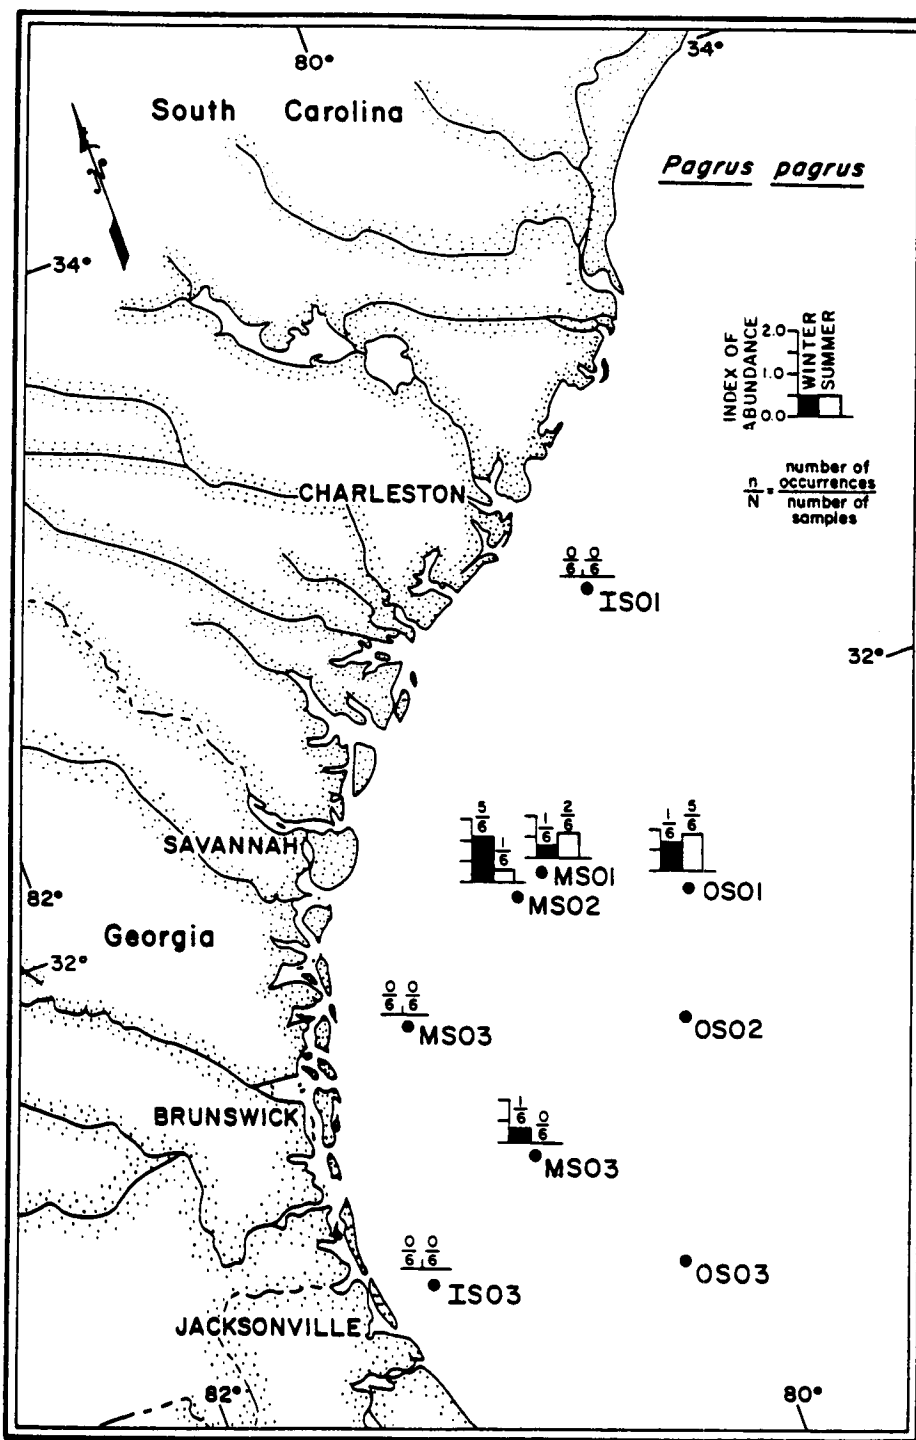 80°
34°
South Carolina
Pagrus pagrus
N
34°
INDEX OF
ABUNDANCE
2.0
1.0
0.0
WINTER
SUMMER
n/N = number of occurrences / number of samples
CHARLESTON
0/6 0/6
IS01
32°
5/6 1/6
1/6 2/6
1/6 5/6
SAVANNAH
MS01
MS02
OS01
82°
Georgia
32°
0/6 0/6
MS03
OS02
BRUNSWICK
1/6 0/6
MS03
0/6 0/6
IS03
OS03
JACKSONVILLE
82°
80°